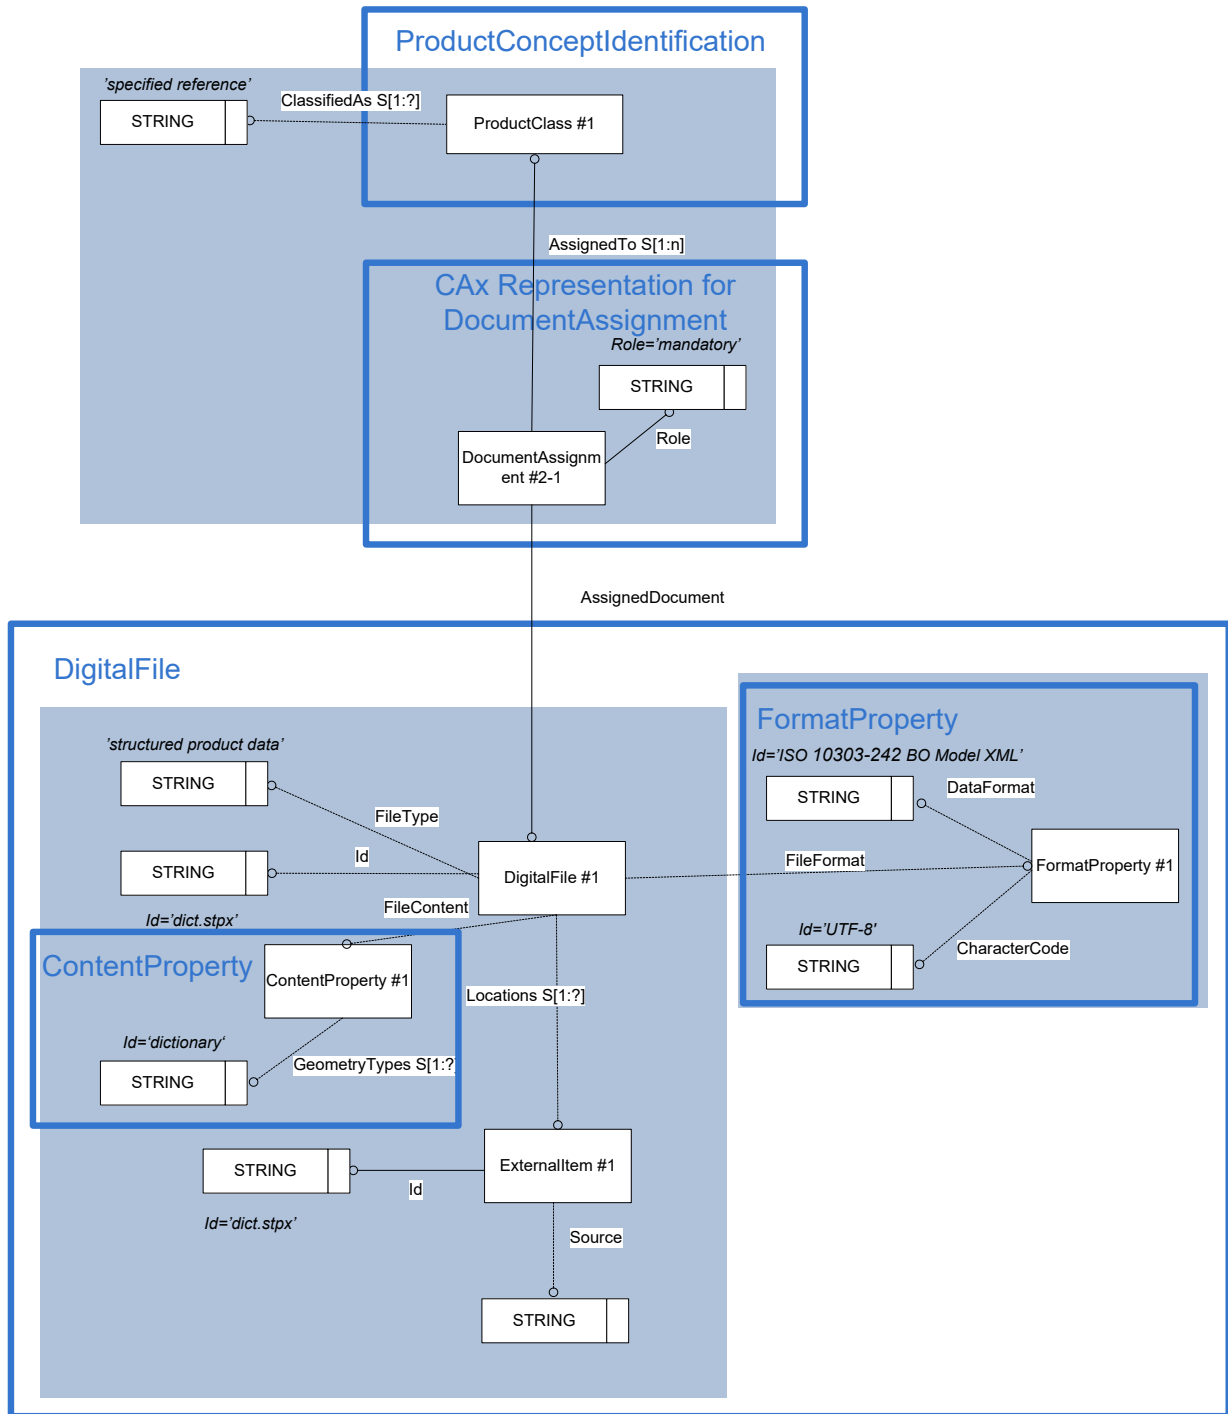 ProductConceptIdentification
’specified reference’
ClassifiedAs S[1:?]
STRING
ProductClass #1
AssignedTo S[1:n]
CAx Representation for
DocumentAssignment
Role=’mandatory’
STRING
Role
DocumentAssignm
ent #2-1
AssignedDocument
DigitalFile
FormatProperty
’structured product data’
Id=’ISO 10303-242 BO Model XML’
STRING
DataFormat
STRING
FileType
Id
FileFormat
STRING
DigitalFile #1
FormatProperty #1
FileContent
Id=’dict.stpx’
Id=’UTF-8'
CharacterCode
STRING
ContentProperty
ContentProperty #1
Locations S[1:?]
Id=‘dictionary‘
GeometryTypes S[1:?]
STRING
STRING
Id
ExternalItem #1
Id=’dict.stpx’
Source
STRING